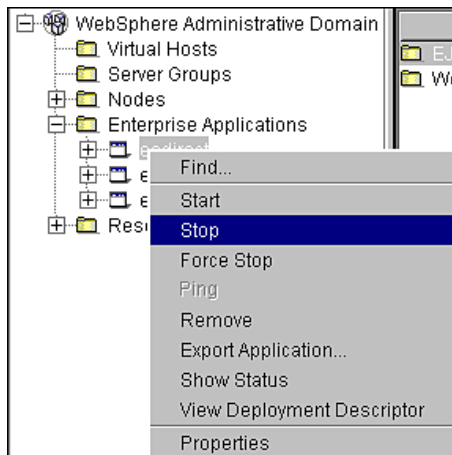 WebSphere Administrative Domain
Virtual Hosts
Server Groups
Nodes
Enterprise Applications
Find...
Start
Stop
Force Stop
Ping
Remove
Export Application...
Show Status
View Deployment Descriptor
Properties